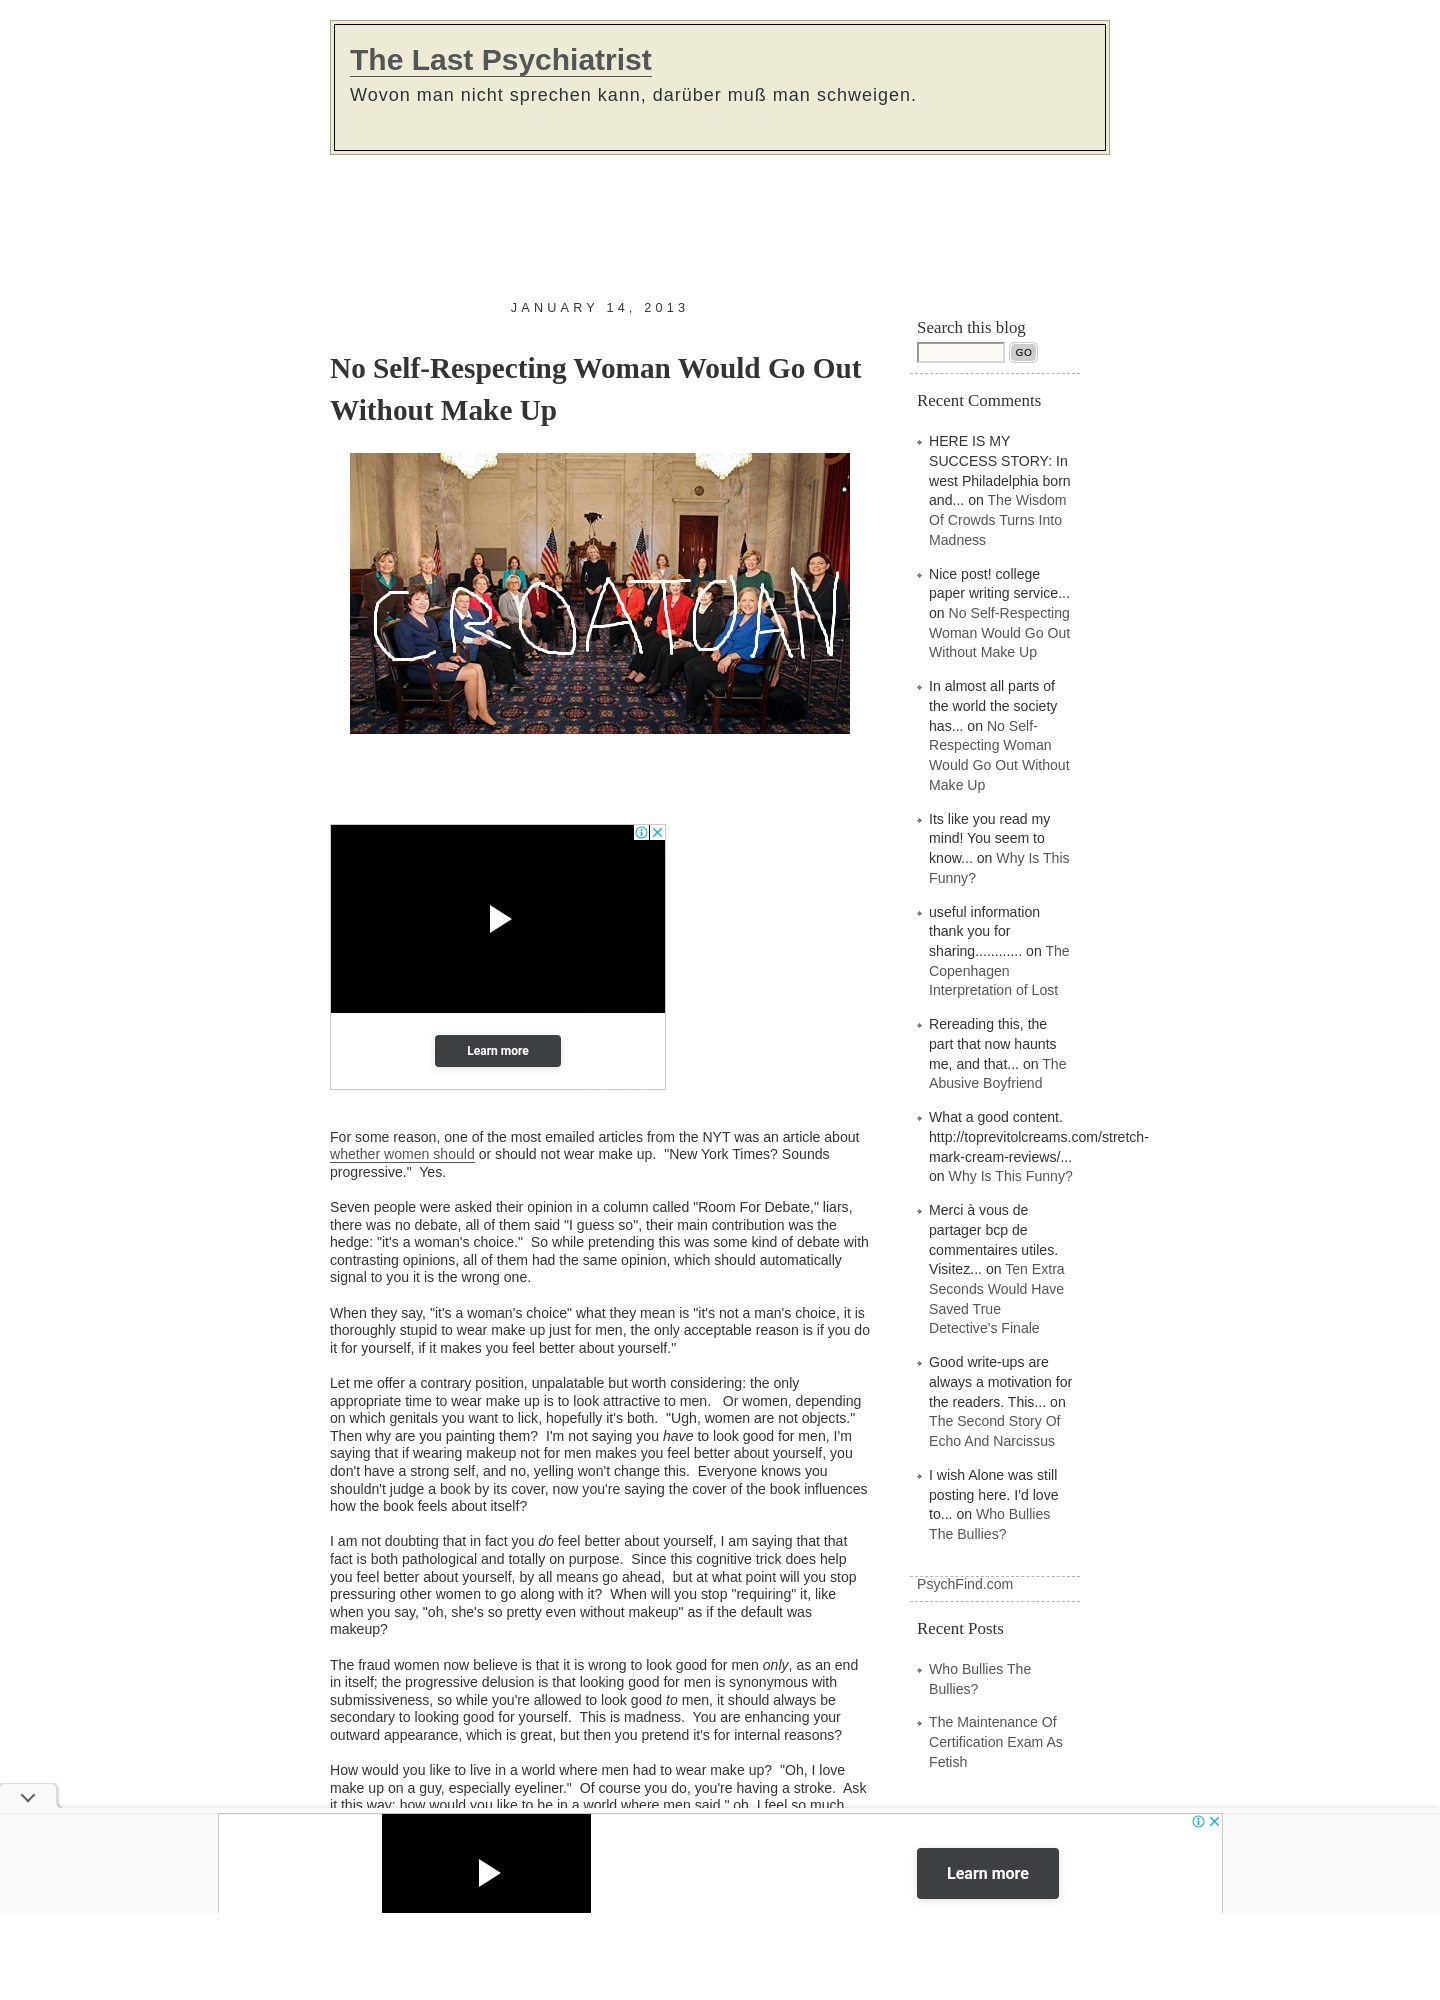 The Last Psychiatrist
Wovon man nicht sprechen kann, darüber muß man schweigen.
JANUARY 14, 2013
No Self-Respecting Woman Would Go Out
Without Make Up
CROATOAN
Learn more
For some reason, one of the most emailed articles from the NYT was an article about
whether women should or should not wear make up.  "New York Times? Sounds
progressive."  Yes.
Seven people were asked their opinion in a column called "Room For Debate," liars,
there was no debate, all of them said "I guess so", their main contribution was the
hedge: "it's a woman's choice."  So while pretending this was some kind of debate with
contrasting opinions, all of them had the same opinion, which should automatically
signal to you it is the wrong one.
When they say, "it's a woman's choice" what they mean is "it's not a man's choice, it is
thoroughly stupid to wear make up just for men, the only acceptable reason is if you do
it for yourself, if it makes you feel better about yourself."
Let me offer a contrary position, unpalatable but worth considering: the only
appropriate time to wear make up is to look attractive to men.   Or women, depending
on which genitals you want to lick, hopefully it's both.  "Ugh, women are not objects."
Then why are you painting them?  I'm not saying you have to look good for men, I'm
saying that if wearing makeup not for men makes you feel better about yourself, you
don't have a strong self, and no, yelling won't change this.  Everyone knows you
shouldn't judge a book by its cover, now you're saying the cover of the book influences
how the book feels about itself?
I am not doubting that in fact you do feel better about yourself, I am saying that that
fact is both pathological and totally on purpose.  Since this cognitive trick does help
you feel better about yourself, by all means go ahead,  but at what point will you stop
pressuring other women to go along with it?  When will you stop "requiring" it, like
when you say, "oh, she's so pretty even without makeup" as if the default was
makeup?
The fraud women now believe is that it is wrong to look good for men only, as an end
in itself; the progressive delusion is that looking good for men is synonymous with
submissiveness, so while you're allowed to look good to men, it should always be
secondary to looking good for yourself.  This is madness.  You are enhancing your
outward appearance, which is great, but then you pretend it's for internal reasons?
How would you like to live in a world where men had to wear make up?  "Oh, I love
make up on a guy, especially eyeliner."  Of course you do, you're having a stroke.  Ask
it this way: how would you like to be in a world where men said," oh, I feel so much
Search this blog
GO
Recent Comments
HERE IS MY
SUCCESS STORY: In
west Philadelphia born
and... on The Wisdom
Of Crowds Turns Into
Madness
Nice post! college
paper writing service...
on No Self-Respecting
Woman Would Go Out
Without Make Up
In almost all parts of
the world the society
has... on No Self-
Respecting Woman
Would Go Out Without
Make Up
Its like you read my
mind! You seem to
know... on Why Is This
Funny?
useful information
thank you for
sharing............ on The
Copenhagen
Interpretation of Lost
Rereading this, the
part that now haunts
me, and that... on The
Abusive Boyfriend
What a good content.
http://toprevitolcreams.com/stretch-
mark-cream-reviews/...
on Why Is This Funny?
Merci à vous de
partager bcp de
commentaires utiles.
Visitez... on Ten Extra
Seconds Would Have
Saved True
Detective's Finale
Good write-ups are
always a motivation for
the readers. This... on
The Second Story Of
Echo And Narcissus
I wish Alone was still
posting here. I'd love
to... on Who Bullies
The Bullies?
PsychFind.com
Recent Posts
Who Bullies The
Bullies?
The Maintenance Of
Certification Exam As
Fetish
Learn more